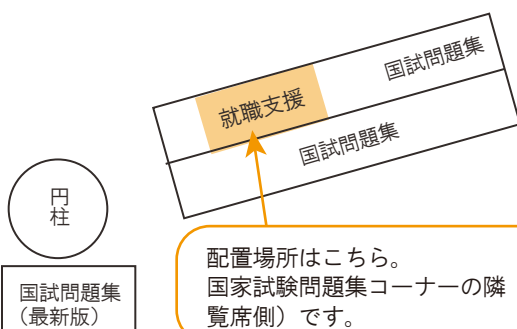 国試問題集
就職支援
国試問題集
円
柱
国試問題集
（最新版）
配置場所はこちら。
国家試験問題集コーナーの隣
覧席側）です。